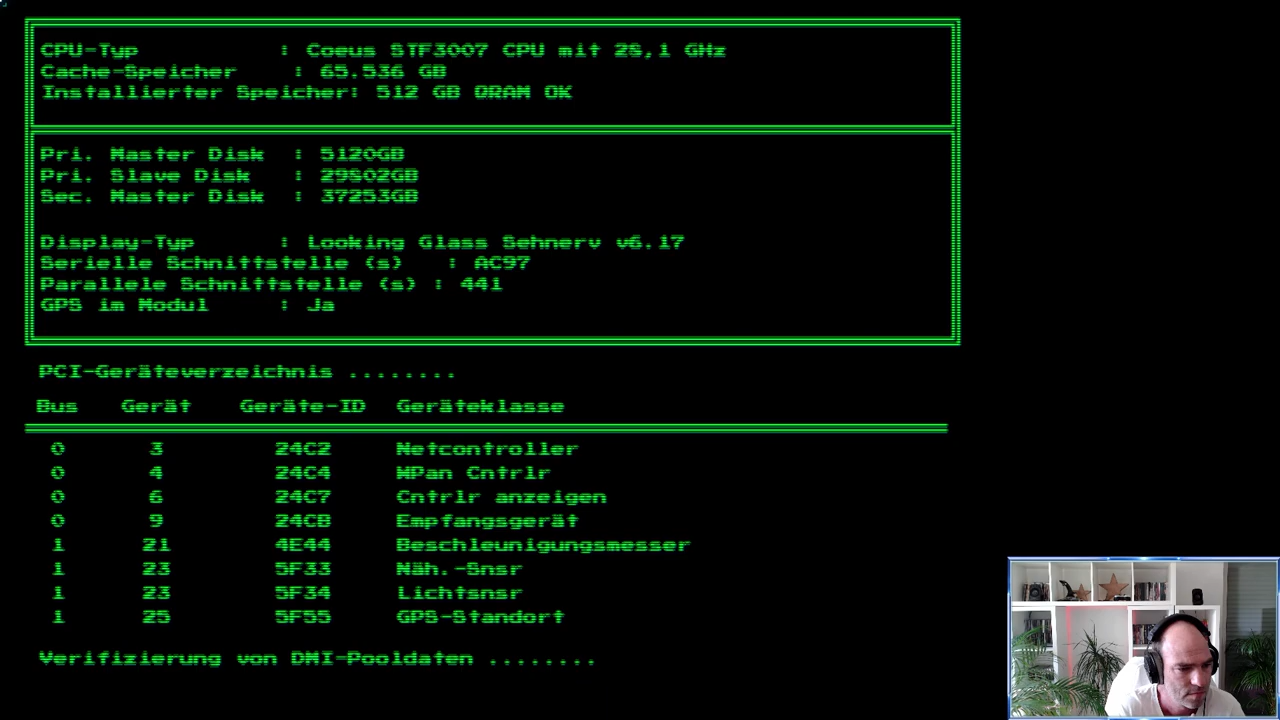 CPU-Typ : Coeus STF3007 CPU mit 28,1 GHz
Cache-Speicher : 65.536 GB
Installierter Speicher: 512 GB QRAM OK
Pri. Master Disk : 5120GB
Pri. Slave Disk : 29802GB
Sec. Master Disk : 37253GB
Display-Typ : Looking Glass Sehnerv v6.17
Serielle Schnittstelle (s) : AC97
Parallele Schnittstelle (s) : 441
GPS im Modul : Ja
PCI-Geräteverzeichnis ........
Bus Gerät Geräte-ID Geräteklasse
0 3 24C2 Netcontroller
0 4 24C4 WPan Cntrlr
0 6 24C7 Cntrlr anzeigen
0 9 24CB Empfangsgerät
1 21 4E44 Beschleunigungsmesser
1 23 5F33 Näh.-Snsr
1 23 5F34 Lichtsnsr
1 25 5F55 GPS-Standort
Verifizierung von DMI-Pooldaten ........